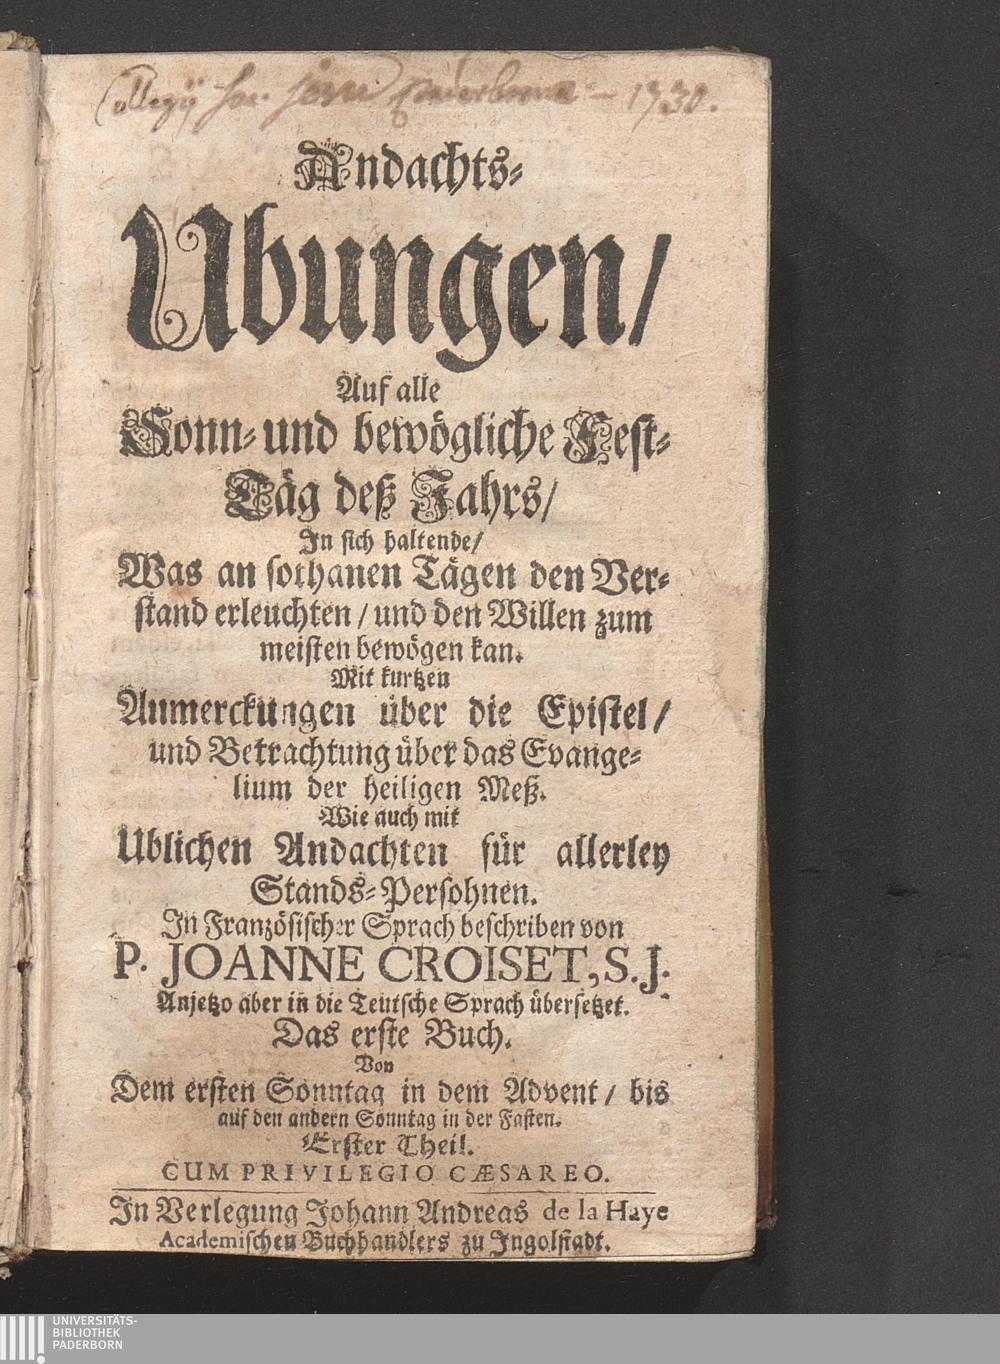 Collegij Soc. Jesu Paderbornae 1730.
Andachts-
Ubungen/
Auf alle
Sonn- und bewögliche Fest-
Täg deß Jahrs/
In sich haltende/
Was an sothanen Tägen den Ver-
stand erleuchten / und den Willen zum
meisten bewögen kan.
Mit kurtzen
Anmerckungen über die Epistel/
und Betrachtung über das Evange-
lium der heiligen Meß.
Wie auch mit
Ublichen Andachten für allerley
Stands-Persohnen.
In Französischer Sprach beschriben von
P. JOANNE CROISET, S.J.
Anjetzo aber in die Teutsche Sprach übersetzet.
Das erste Buch.
Von
Dem ersten Sonntag in dem Advent / bis
auf den andern Sonntag in der Fasten.
Erster Theil.
CUM PRIVILEGIO CÆSAREO.
In Verlegung Johann Andreas de la Haye
Academischen Buchhandlers zu Ingolstadt.
UNIVERSITÄTS-
BIBLIOTHEK
PADERBORN